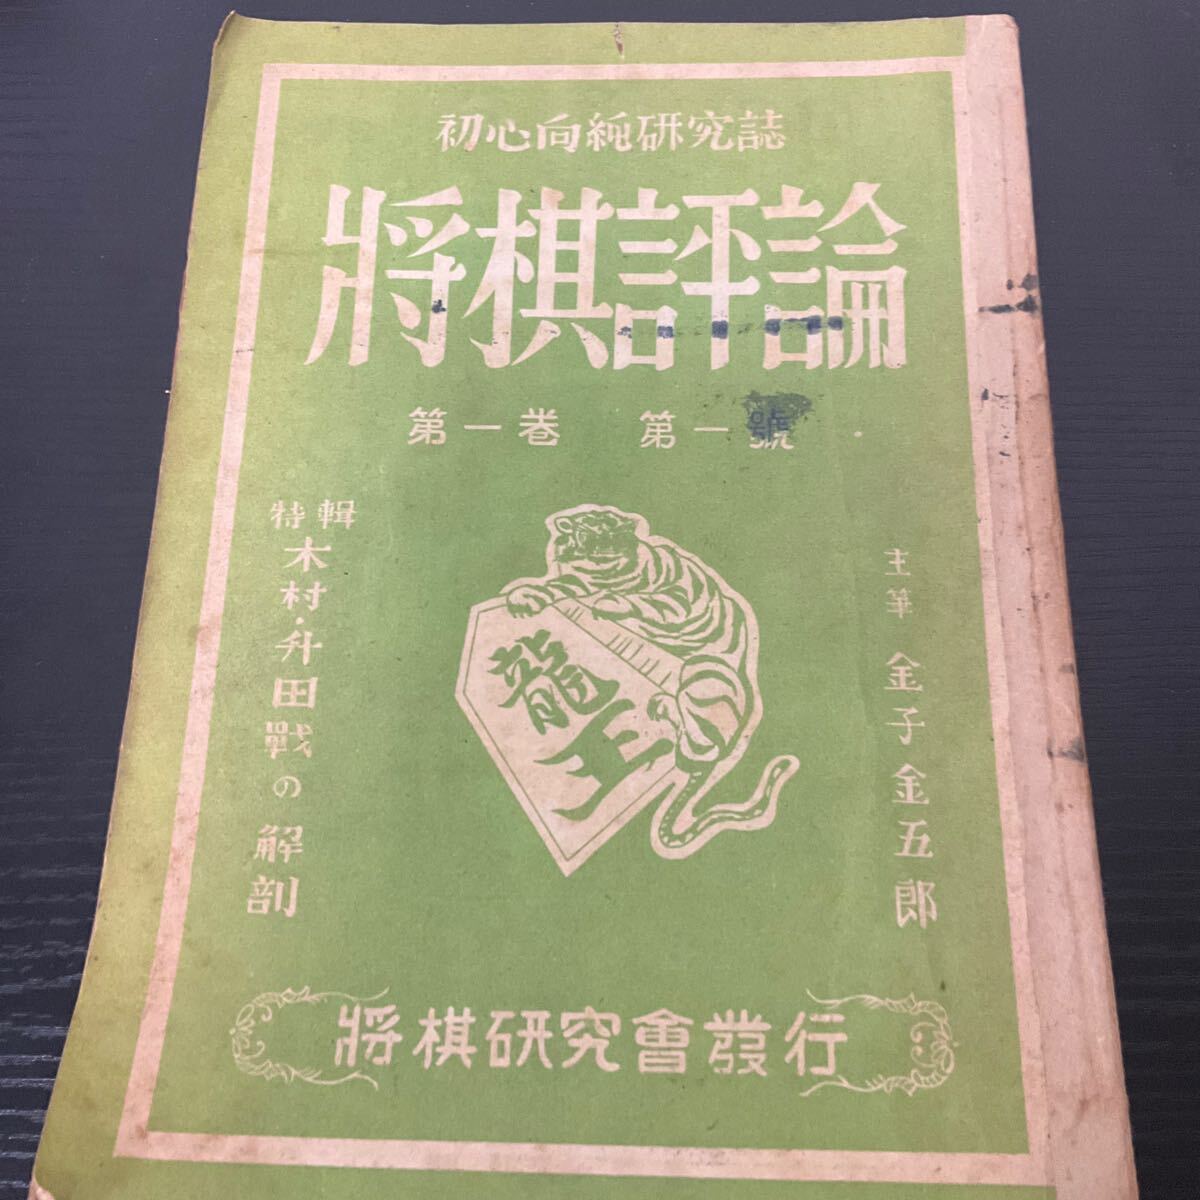 初心向純研究誌
將棋評論
第一巻 第一號
主筆 金子金五郎
特輯
木村・升田戰の解剖
龍王
將棋研究會發行